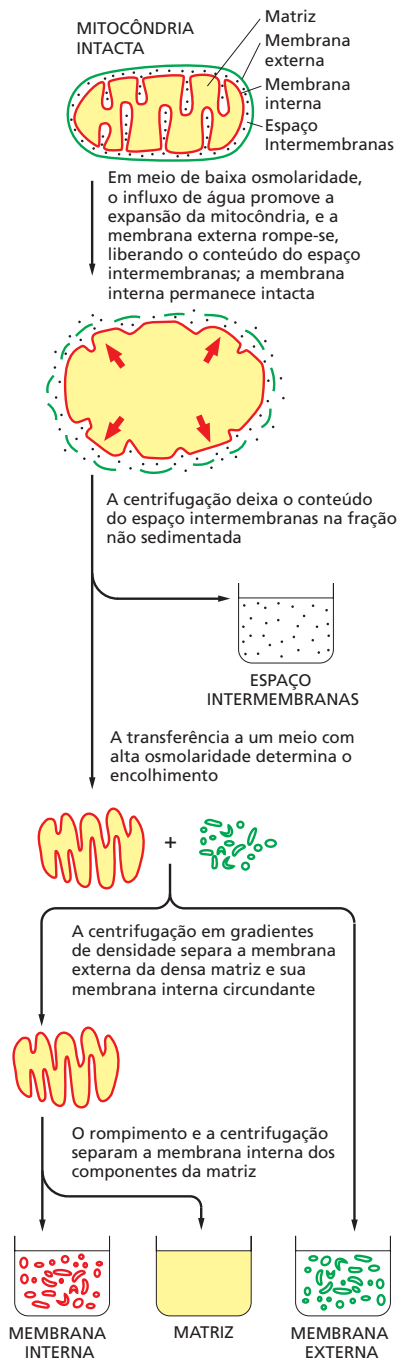 MITOCÔNDRIA
INTACTA
Matriz
Membrana
externa
Membrana
interna
Espaço
Intermembranas
Em meio de baixa osmolaridade,
o influxo de água promove a
expansão da mitocôndria, e a
membrana externa rompe-se,
liberando o conteúdo do espaço
intermembranas; a membrana
interna permanece intacta
A centrifugação deixa o conteúdo
do espaço intermembranas na fração
não sedimentada
ESPAÇO
INTERMEMBRANAS
A transferência a um meio com
alta osmolaridade determina o
encolhimento
+
A centrifugação em gradientes
de densidade separa a membrana
externa da densa matriz e sua
membrana interna circundante
O rompimento e a centrifugação
separam a membrana interna dos
componentes da matriz
MEMBRANA
INTERNA
MATRIZ
MEMBRANA
EXTERNA